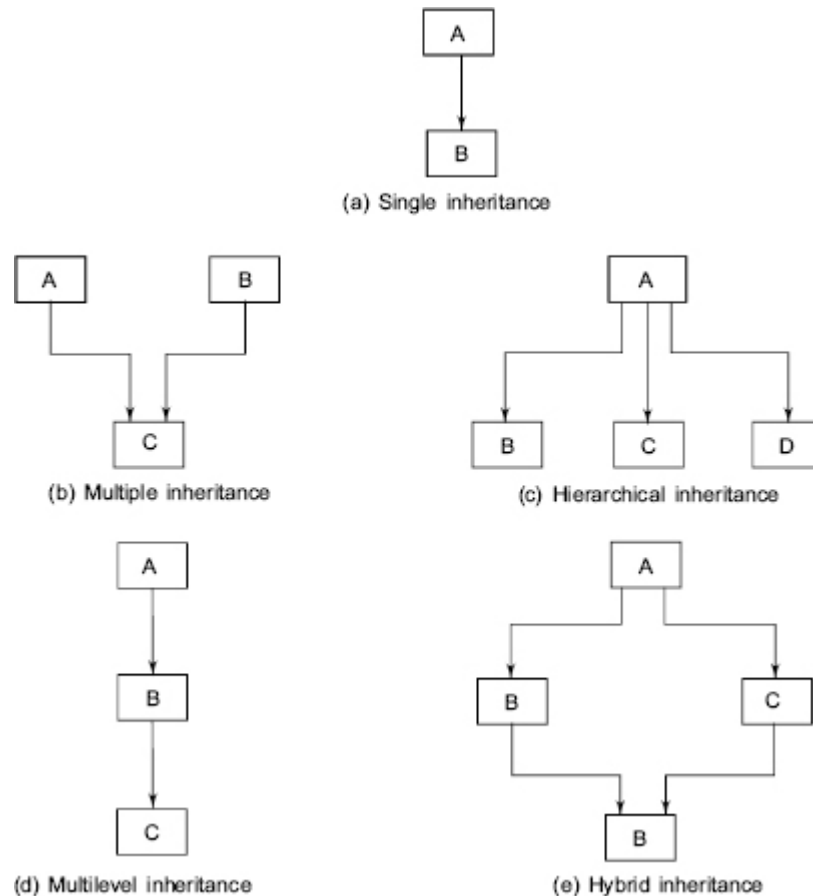 A
B
(a) Single inheritance
A B
C
(b) Multiple inheritance
A
B C D
(c) Hierarchical inheritance
A
B
C
(d) Multilevel inheritance
A
B C
B
(e) Hybrid inheritance